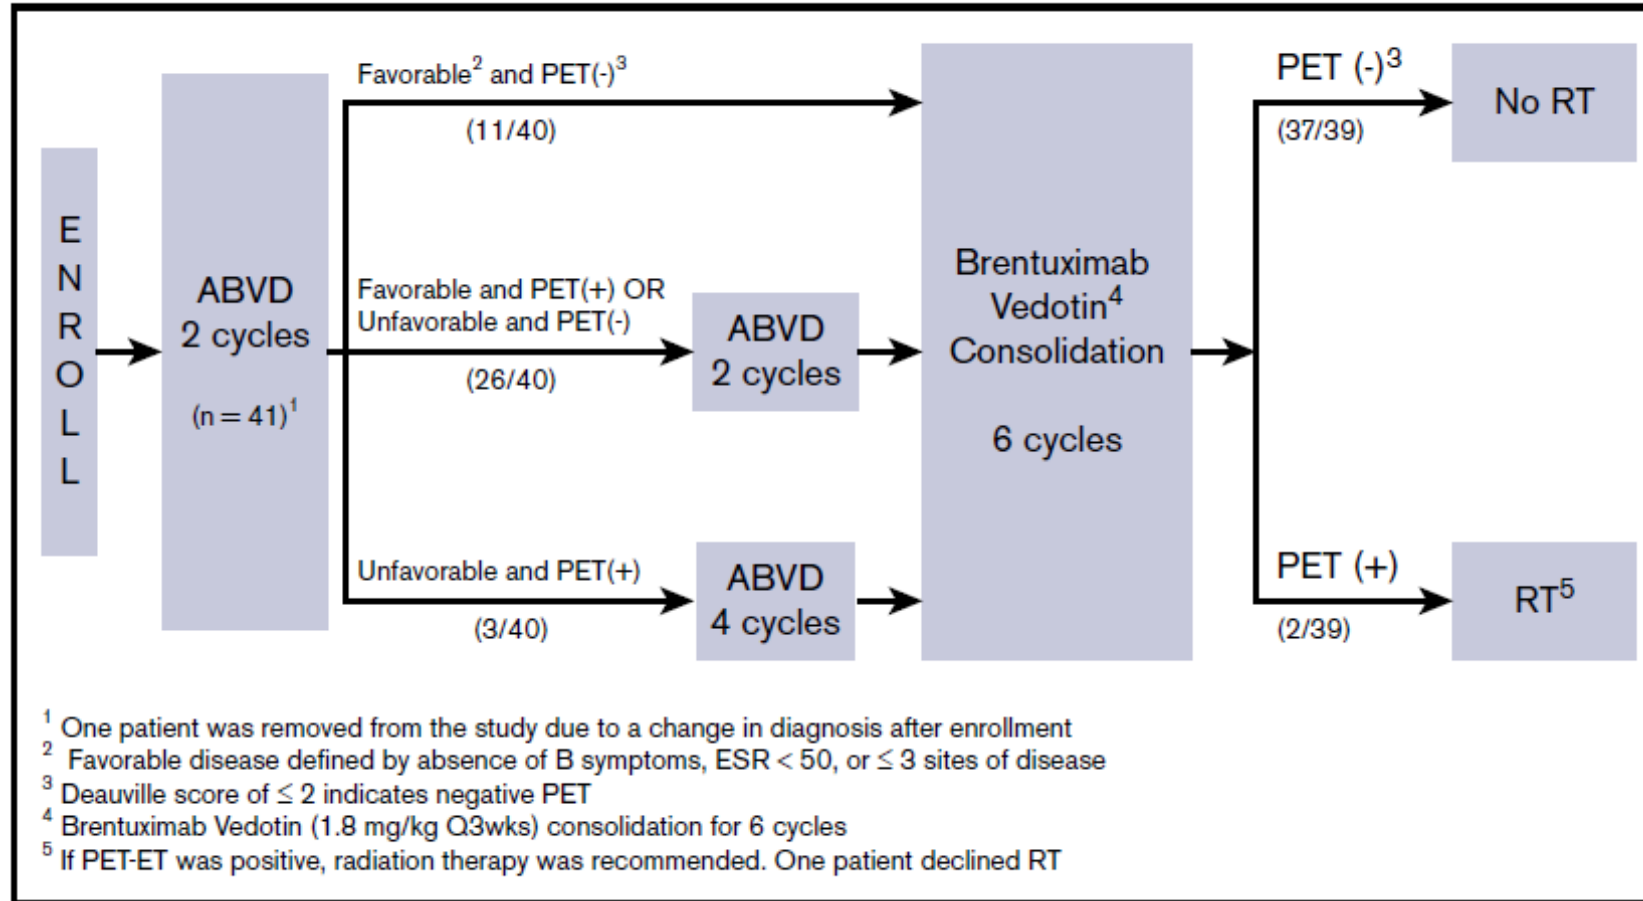 E
N
R
O
L
L
ABVD
2 cycles
(n = 41)¹
Favorable² and PET(-)³
(11/40)
Favorable and PET(+) OR
Unfavorable and PET(-)
(26/40)
ABVD
2 cycles
Unfavorable and PET(+)
(3/40)
ABVD
4 cycles
Brentuximab
Vedotin⁴
Consolidation
6 cycles
PET (-)³
(37/39)
No RT
PET (+)
(2/39)
RT⁵
¹ One patient was removed from the study due to a change in diagnosis after enrollment
² Favorable disease defined by absence of B symptoms, ESR < 50, or ≤ 3 sites of disease
³ Deauville score of ≤ 2 indicates negative PET
⁴ Brentuximab Vedotin (1.8 mg/kg Q3wks) consolidation for 6 cycles
⁵ If PET-ET was positive, radiation therapy was recommended. One patient declined RT